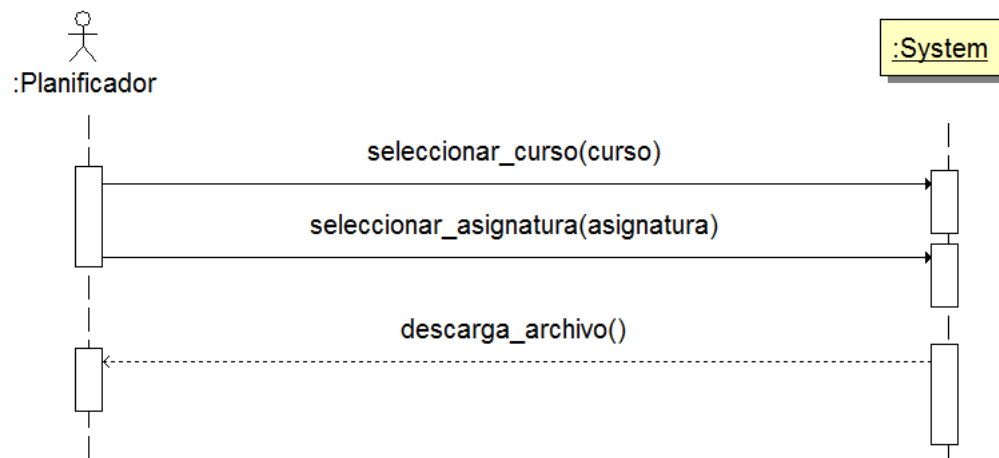 :Planificador
:System
seleccionar_curso(curso)
seleccionar_asignatura(asignatura)
descarga_archivo()